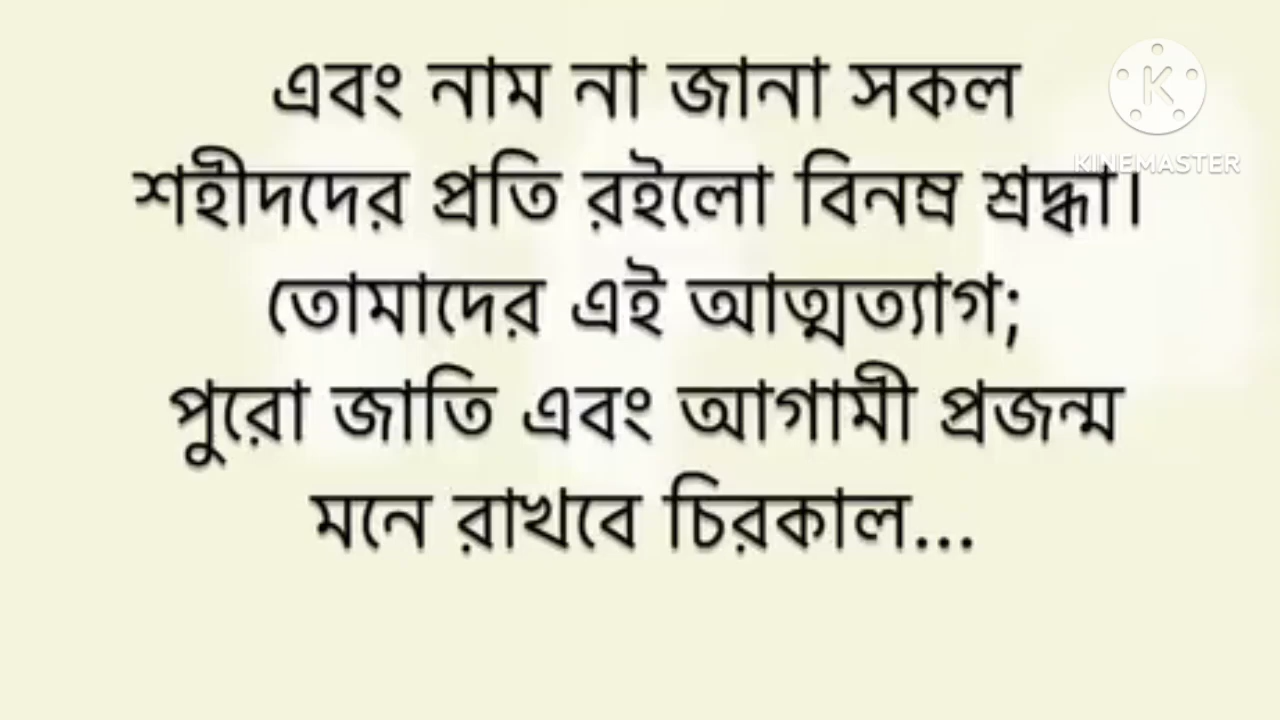 এবং নাম না জানা সকল
শহীদদের প্রতি রইলো বিনম্র শ্রদ্ধা।
তোমাদের এই আত্মত্যাগ;
পুরো জাতি এবং আগামী প্রজন্ম
মনে রাখবে চিরকাল...
K
KINEMASTER